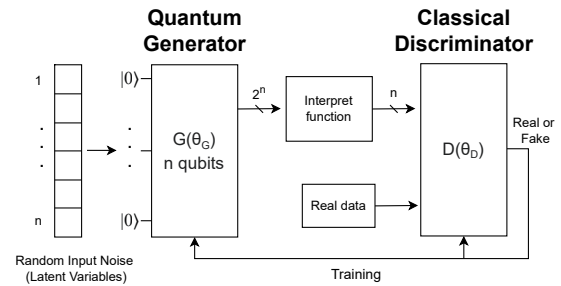 Quantum
Generator
Classical
Discriminator
1
.
.
.
n
Random Input Noise
(Latent Variables)
|0⟩
.
.
.
|0⟩
G(θ_G)
n qubits
2^n
Interpret
function
n
Real data
D(θ_D)
Real or
Fake
Training